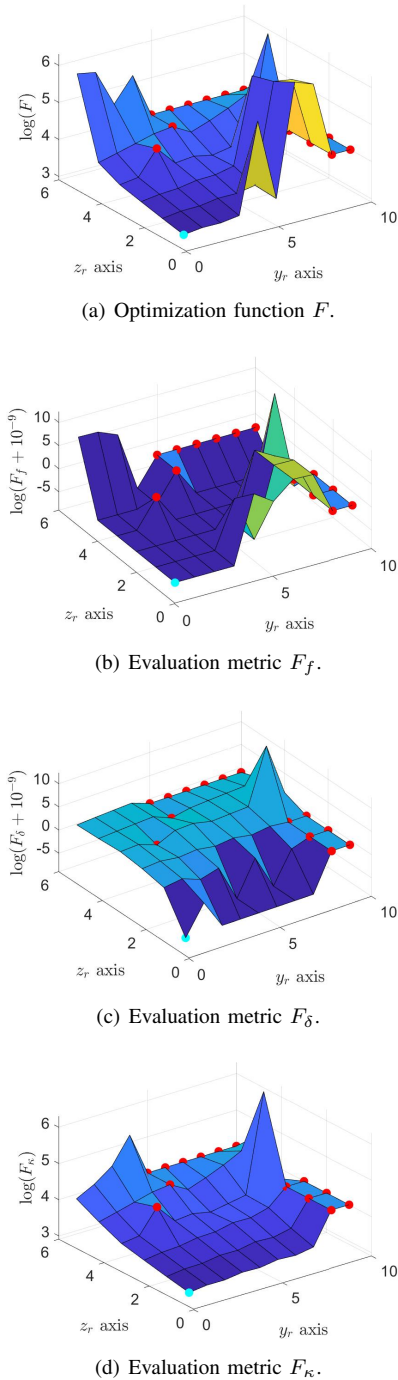 6
5
4
3
log(F)
6
4
2
0
z_r axis
0
5
10
y_r axis
(a) Optimization function F.
10
5
0
-5
log(F_f + 10^{-9})
6
4
2
0
z_r axis
0
5
10
y_r axis
(b) Evaluation metric F_f.
10
5
0
-5
log(F_δ + 10^{-9})
6
4
2
0
z_r axis
0
5
10
y_r axis
(c) Evaluation metric F_δ.
6
5
4
3
log(F_κ)
6
4
2
0
z_r axis
0
5
10
y_r axis
(d) Evaluation metric F_κ.